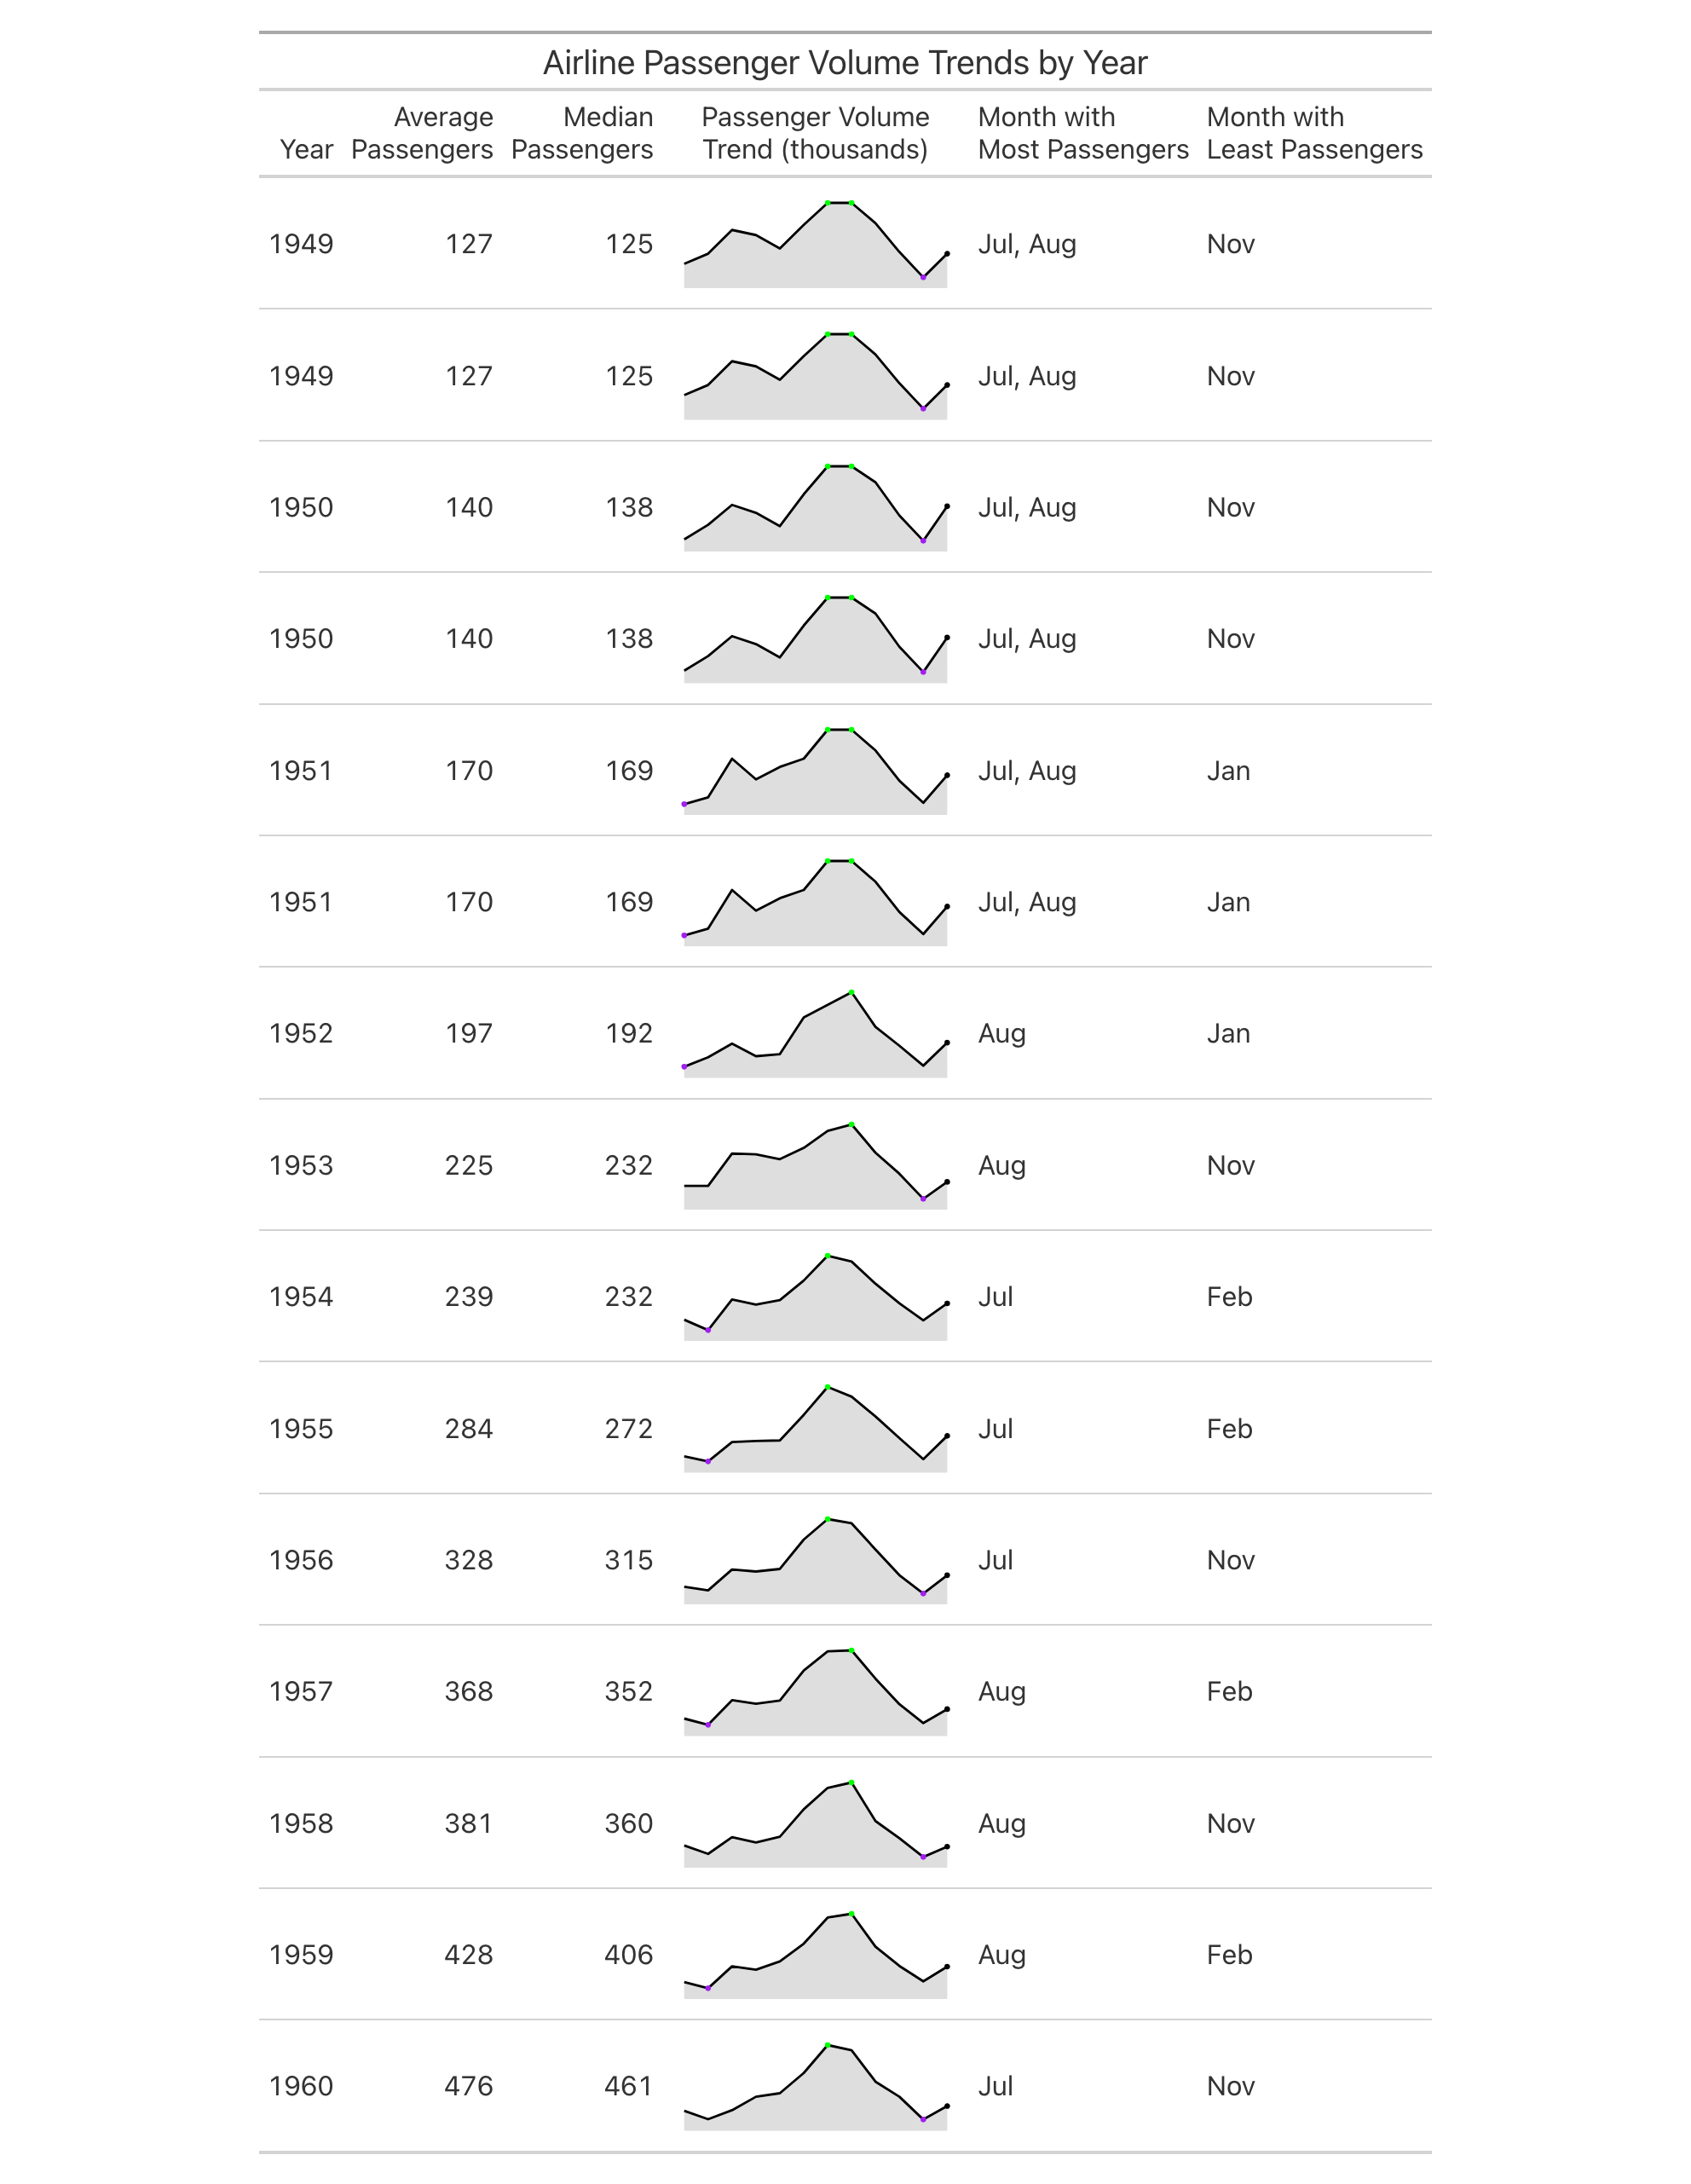 Airline Passenger Volume Trends by Year
Year Average Passengers Median Passengers Passenger Volume Trend (thousands) Month with Most Passengers Month with Least Passengers
1949 127 125 Jul, Aug Nov
1949 127 125 Jul, Aug Nov
1950 140 138 Jul, Aug Nov
1950 140 138 Jul, Aug Nov
1951 170 169 Jul, Aug Jan
1951 170 169 Jul, Aug Jan
1952 197 192 Aug Jan
1953 225 232 Aug Nov
1954 239 232 Jul Feb
1955 284 272 Jul Feb
1956 328 315 Jul Nov
1957 368 352 Aug Feb
1958 381 360 Aug Nov
1959 428 406 Aug Feb
1960 476 461 Jul Nov